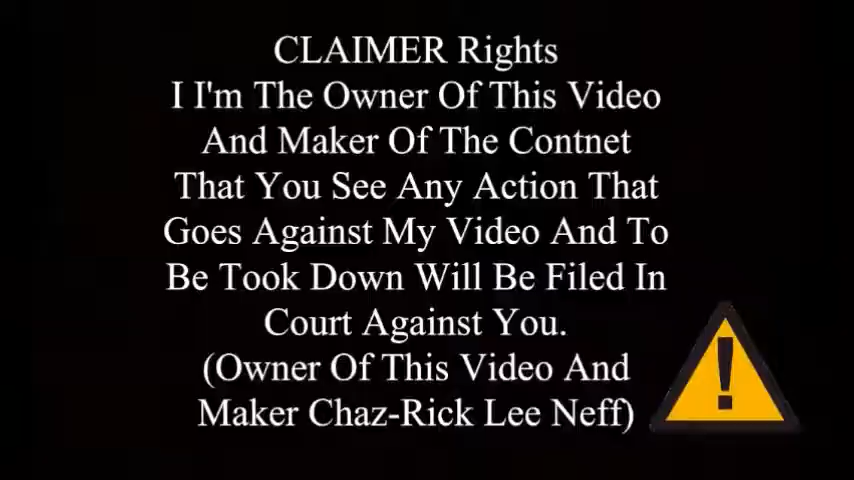 CLAIMER Rights
I I'm The Owner Of This Video
And Maker Of The Contnet
That You See Any Action That
Goes Against My Video And To
Be Took Down Will Be Filed In
Court Against You.
(Owner Of This Video And
Maker Chaz-Rick Lee Neff)
!